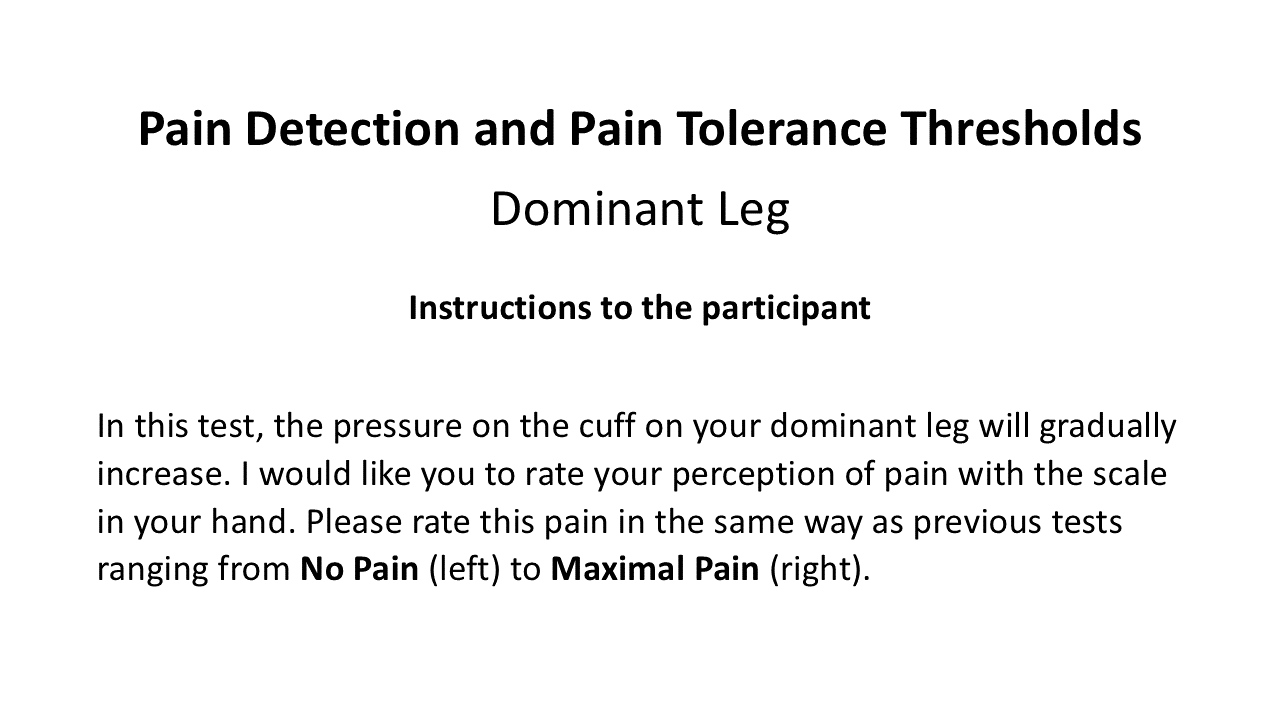 Pain Detection and Pain Tolerance Thresholds
Dominant Leg
Instructions to the participant
In this test, the pressure on the cuff on your dominant leg will gradually
increase. I would like you to rate your perception of pain with the scale
in your hand. Please rate this pain in the same way as previous tests
ranging from No Pain (left) to Maximal Pain (right).